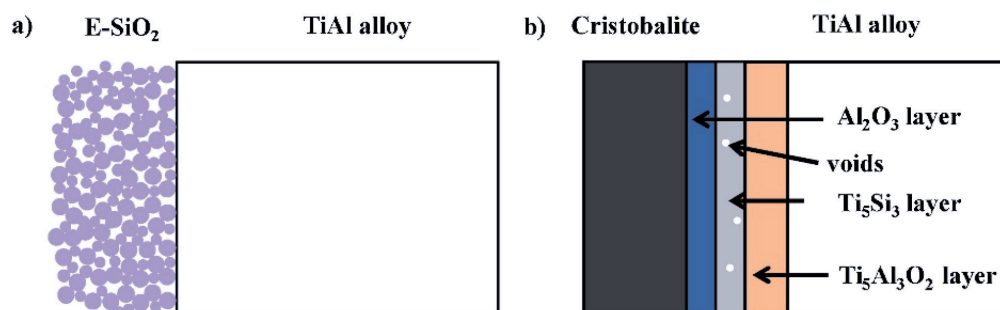 a) E-SiO₂ TiAl alloy
b) Cristobalite TiAl alloy
Al₂O₃ layer
voids
Ti₅Si₃ layer
Ti₅Al₃O₂ layer